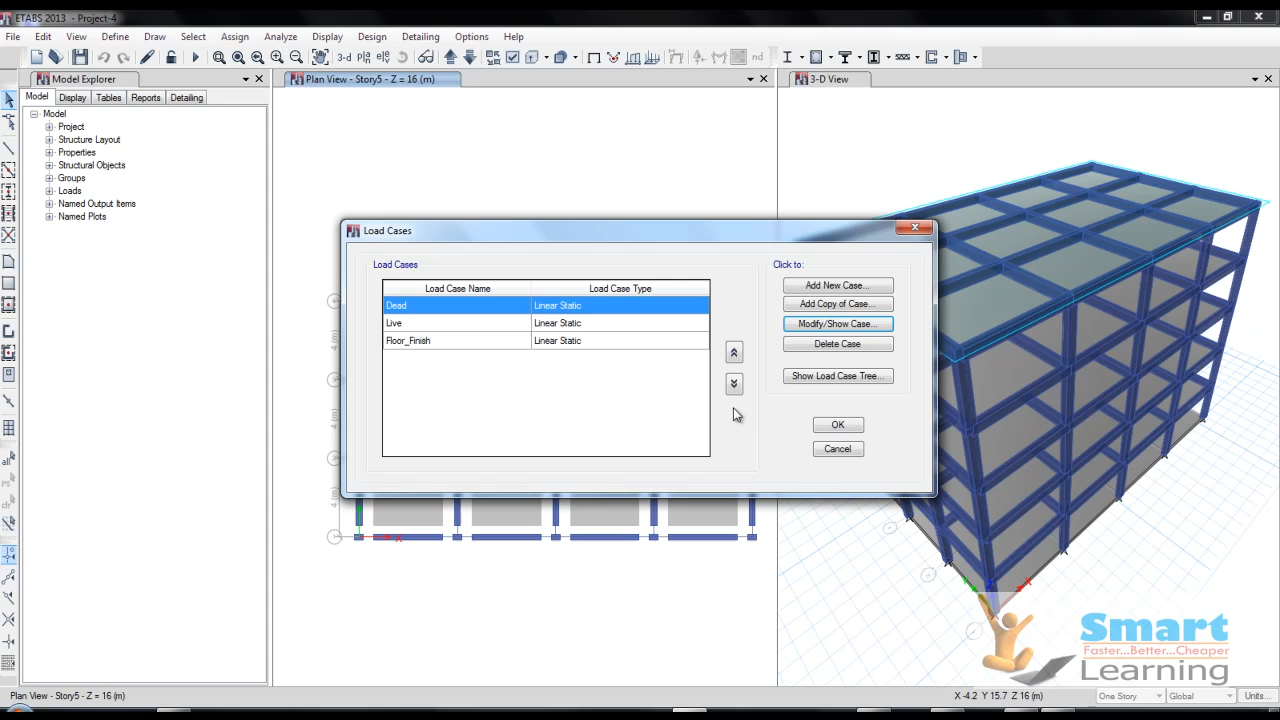 ETABS 2013 - Project-4
File Edit View Define Draw Select Assign Analyze Display Design Detailing Options Help
3-d nd
Model Explorer
Plan View - Story5 - Z = 16 (m)
3-D View
Model Display Tables Reports Detailing
Model
Project
Structure Layout
Properties
Structural Objects
Groups
Loads
Named Output Items
Named Plots
Load Cases
Load Cases
Click to:
Load Case Name Load Case Type
Dead Linear Static
Live Linear Static
Floor_Finish Linear Static
Add New Case...
Add Copy of Case...
Modify/Show Case...
Delete Case
Show Load Case Tree...
OK
Cancel
all
X
X
Smart
Faster...Better...Cheaper
Learning
Plan View - Story5 - Z = 16 (m)
X -4.2 Y 15.7 Z 16 (m)
One Story
Global
Units...